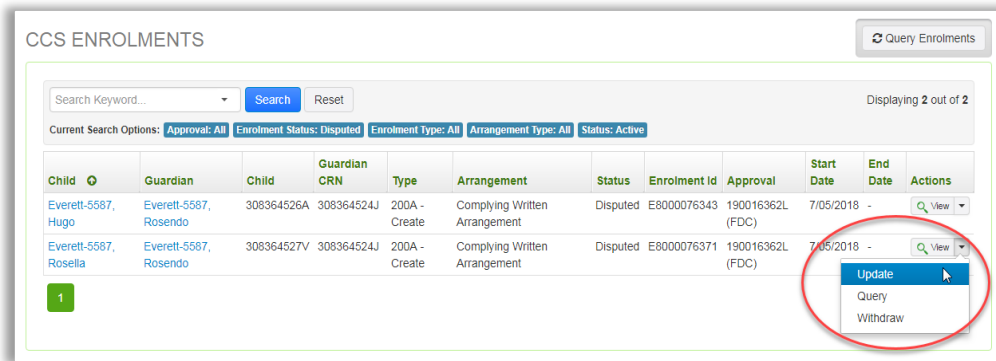 CCS ENROLMENTS
Query Enrolments
Search Keyword...
Search
Reset
Displaying 2 out of 2
Current Search Options: Approval: All Enrolment Status: Disputed Enrolment Type: All Arrangement Type: All Status: Active
Child Guardian Child Guardian CRN Type Arrangement Status Enrolment Id Approval Start Date End Date Actions
Everett-5587, Hugo Everett-5587, Rosendo 308364526A 308364524J 200A - Create Complying Written Arrangement Disputed E8000076343 190016362L (FDC) 7/05/2018 - View
Everett-5587, Rosella Everett-5587, Rosendo 308364527V 308364524J 200A - Create Complying Written Arrangement Disputed E8000076371 190016362L (FDC) 7/05/2018 - View
Update
Query
Withdraw
1